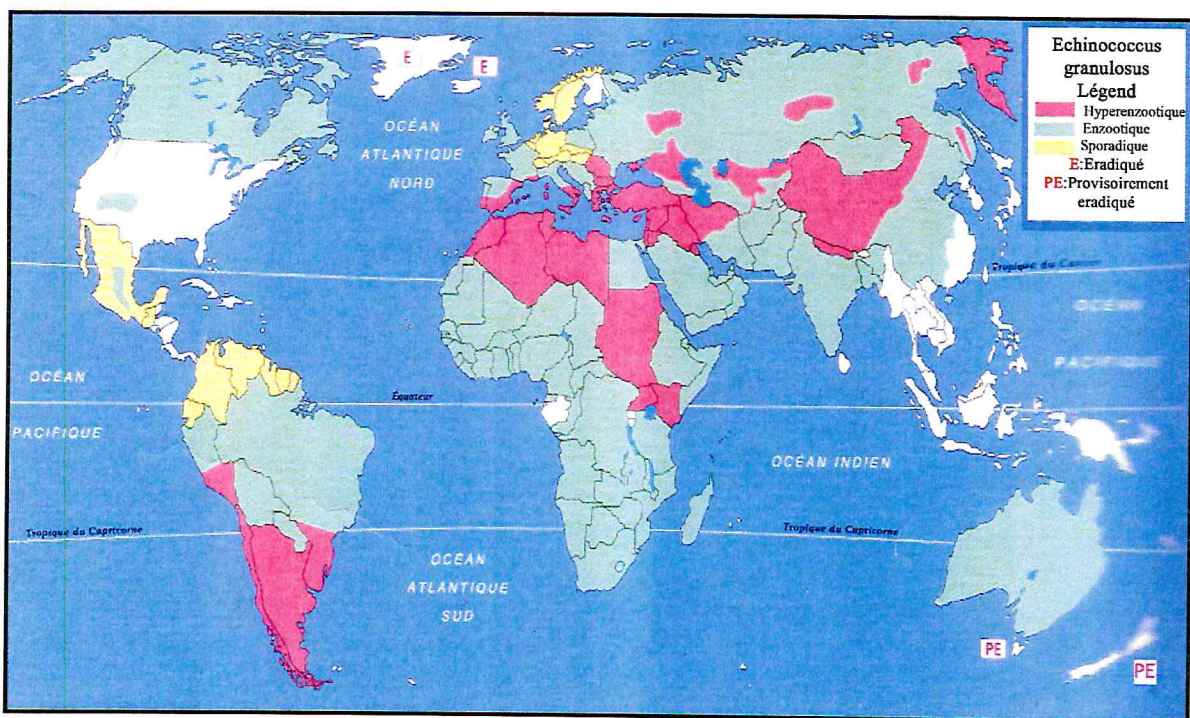 Echinococcus
granulosus
Légend
Hyperenzootique
Enzootique
Sporadique
E:Eradiqué
PE:Provisoirement
eradiqué
E
E
OCÉAN
ATLANTIQUE
NORD
Tropique du Cancer
OCÉAN
PACIFIQUE
OCÉAN
PACIFIQUE
Équateur
OCÉAN INDIEN
Tropique du Capricorne
Tropique du Capricorne
OCÉAN
ATLANTIQUE
SUD
PE
PE